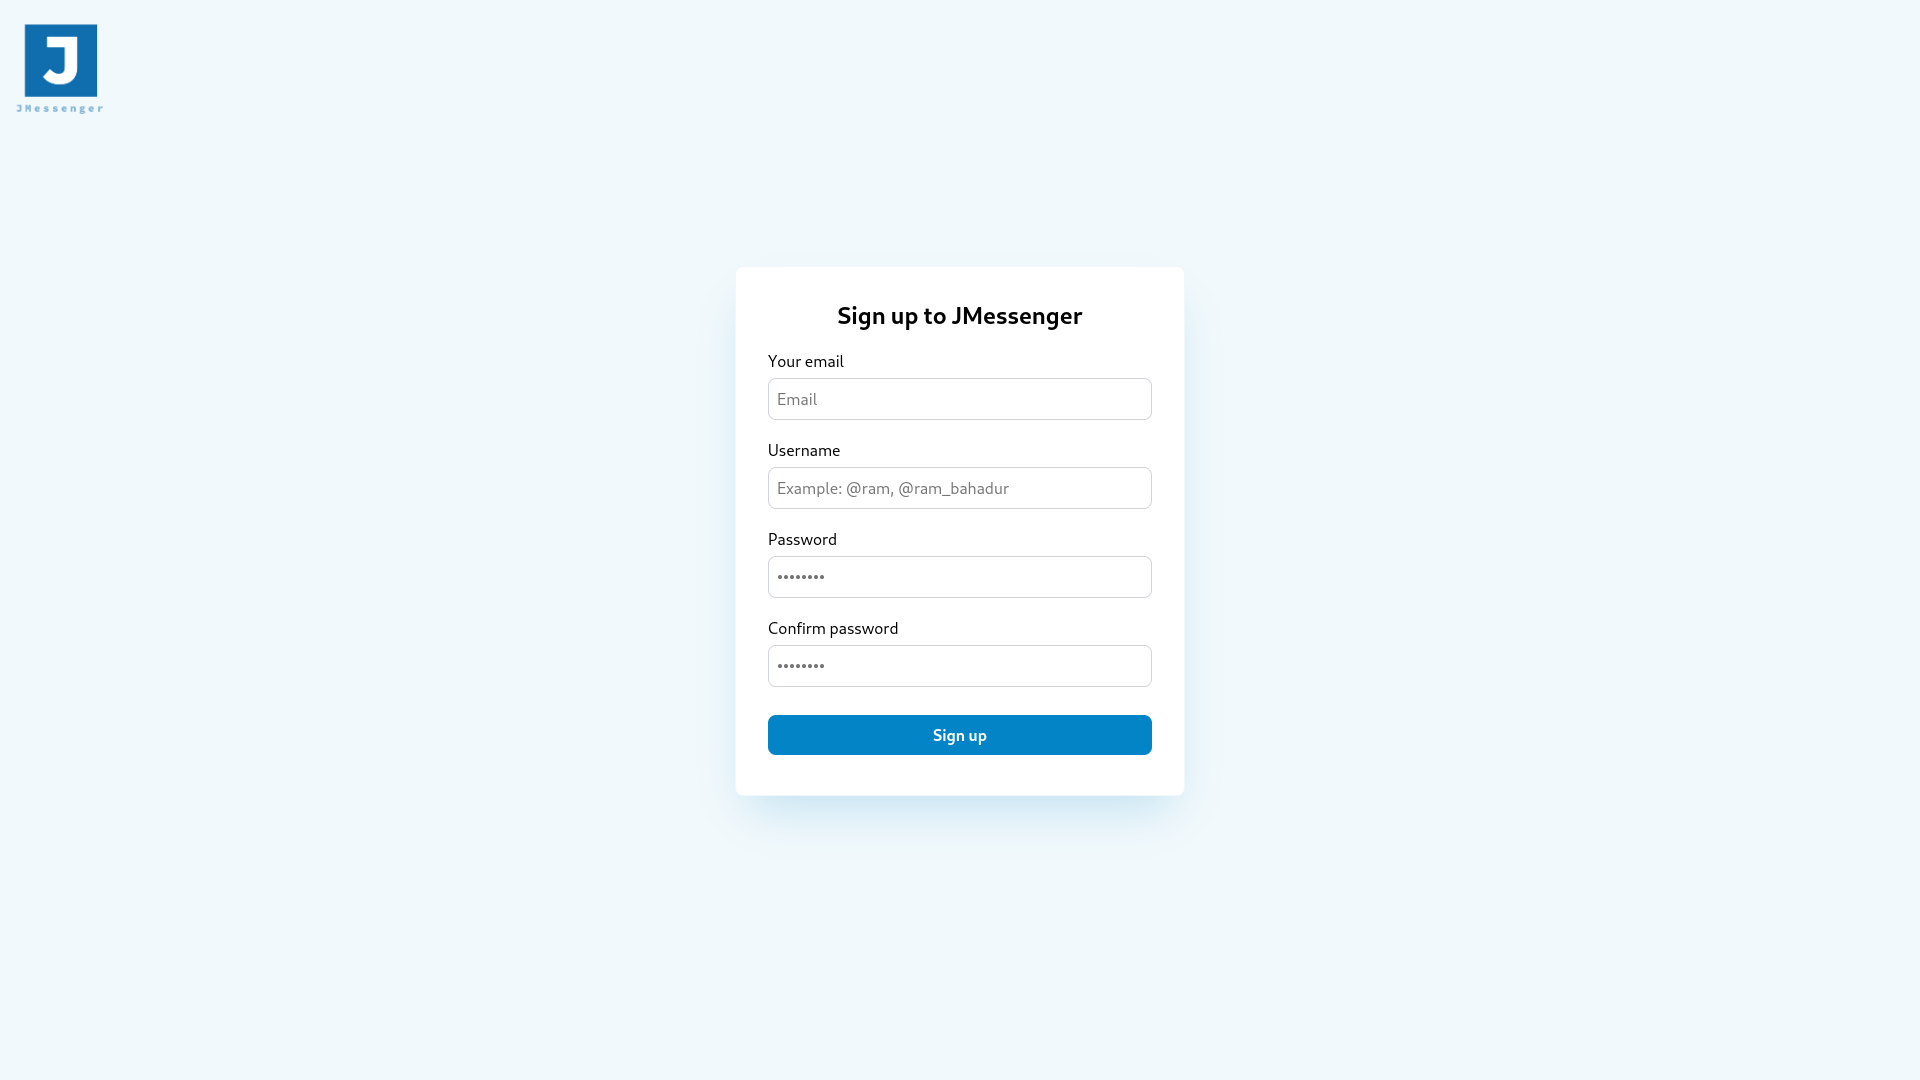 J
JMessenger
Sign up to JMessenger
Your email
Email
Username
Example: @ram, @ram_bahadur
Password
••••••••
Confirm password
••••••••
Sign up